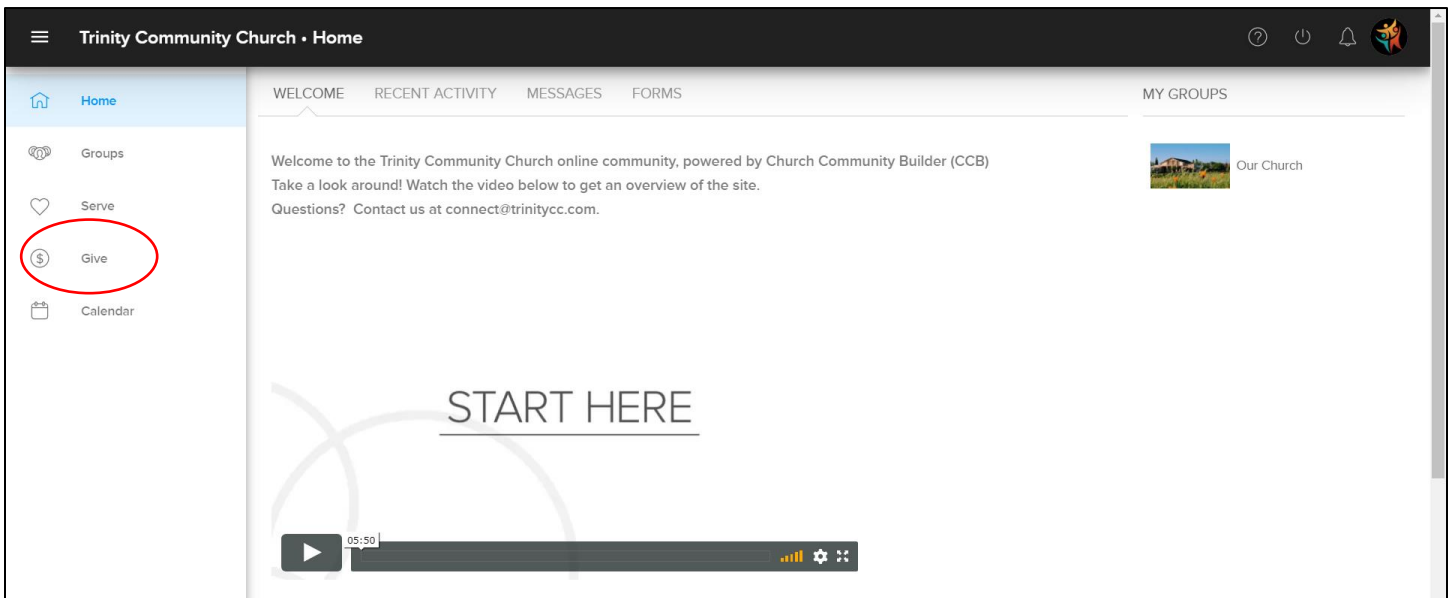 Trinity Community Church • Home
Home
Groups
Serve
Give
Calendar
WELCOME RECENT ACTIVITY MESSAGES FORMS
Welcome to the Trinity Community Church online community, powered by Church Community Builder (CCB)
Take a look around! Watch the video below to get an overview of the site.
Questions? Contact us at connect@trinitycc.com.
START HERE
05:50
MY GROUPS
Our Church